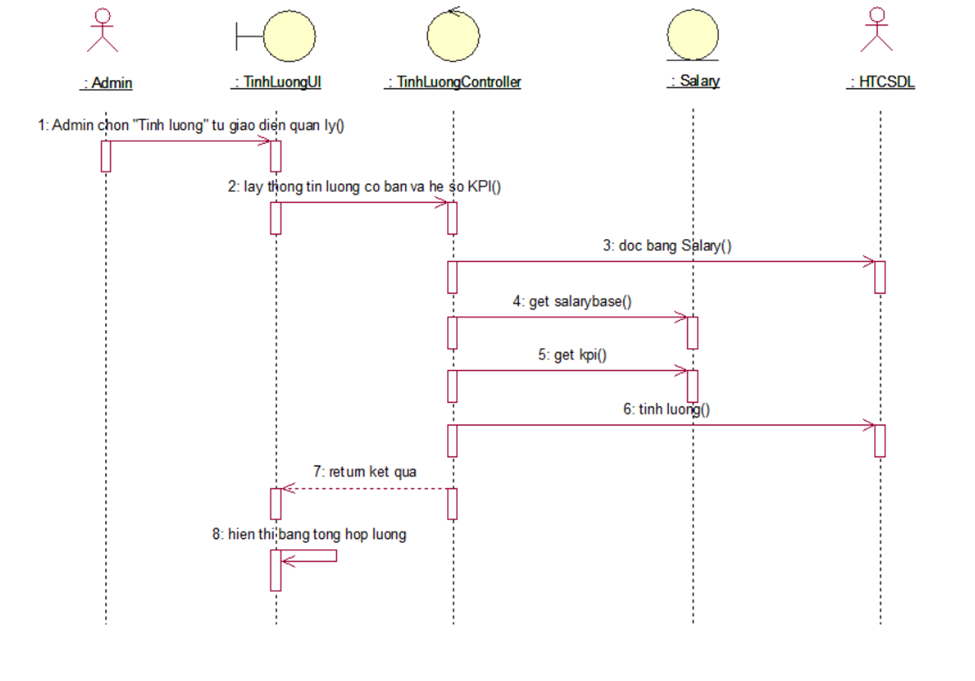 : Admin
: TinhLuongUI
: TinhLuongController
: Salary
: HTCSDL
1: Admin chon "Tinh luong" tu giao dien quan ly()
2: lay thong tin luong co ban va he so KPI()
3: doc bang Salary()
4: get salarybase()
5: get kpi()
6: tinh luong()
7: return ket qua
8: hien thi bang tong hop luong